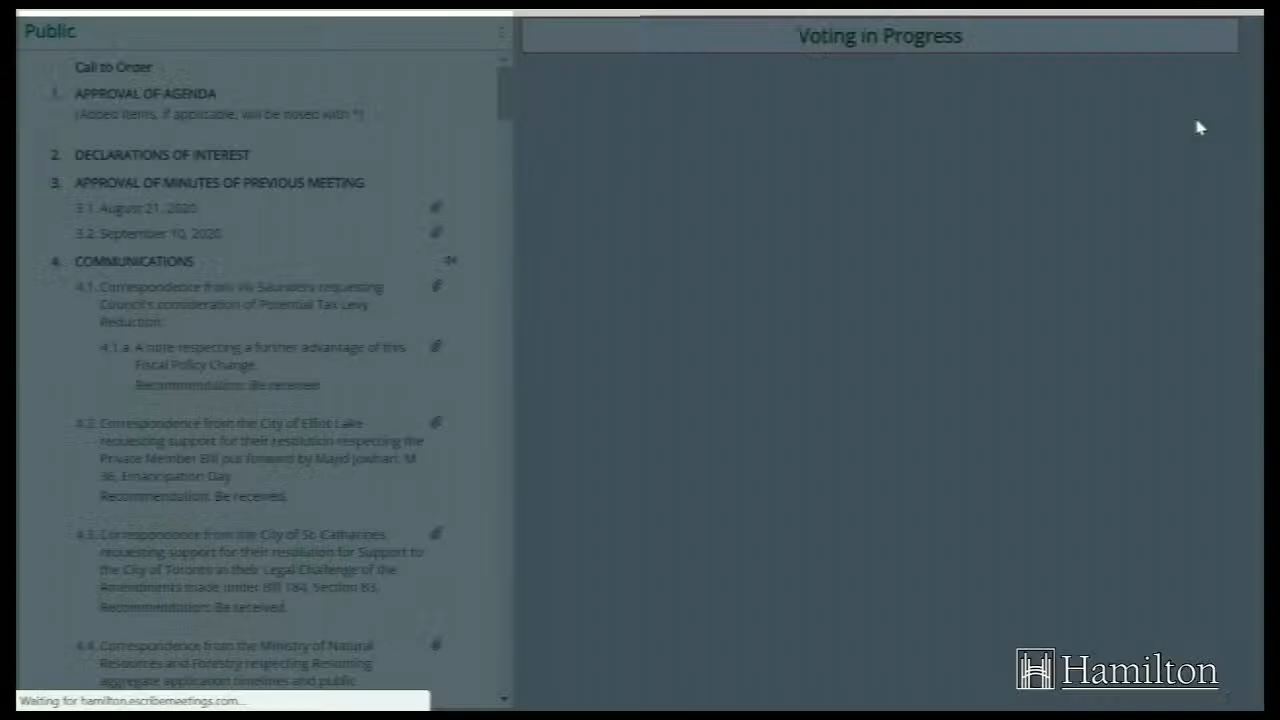 Public
Voting in Progress
Call to Order
1. APPROVAL OF AGENDA
(Added Items, if applicable, will be noted with *)
2. DECLARATIONS OF INTEREST
3. APPROVAL OF MINUTES OF PREVIOUS MEETING
3.1. August 21, 2020
3.2. September 10, 2020
4. COMMUNICATIONS
4.1. Correspondence from Viv Saunders requesting
Council's consideration of Potential Tax Levy
Reduction.
4.1.a. A note respecting a further advantage of this
Fiscal Policy Change.
Recommendation: Be received
4.2. Correspondence from the City of Elliot Lake
requesting support for their resolution respecting the
Private Member Bill put forward by Majid Jowhari: M
36, Emancipation Day
Recommendation: Be received.
4.3. Correspondence from the City of St. Catharines
requesting support for their resolution for Support to
the City of Toronto in their Legal Challenge of the
Amendments made under Bill 184, Section 83.
Recommendation: Be received.
4.4. Correspondence from the Ministry of Natural
Resources and Forestry respecting Resuming
aggregate application timelines and public
Waiting for hamilton.escribemeetings.com...
Hamilton